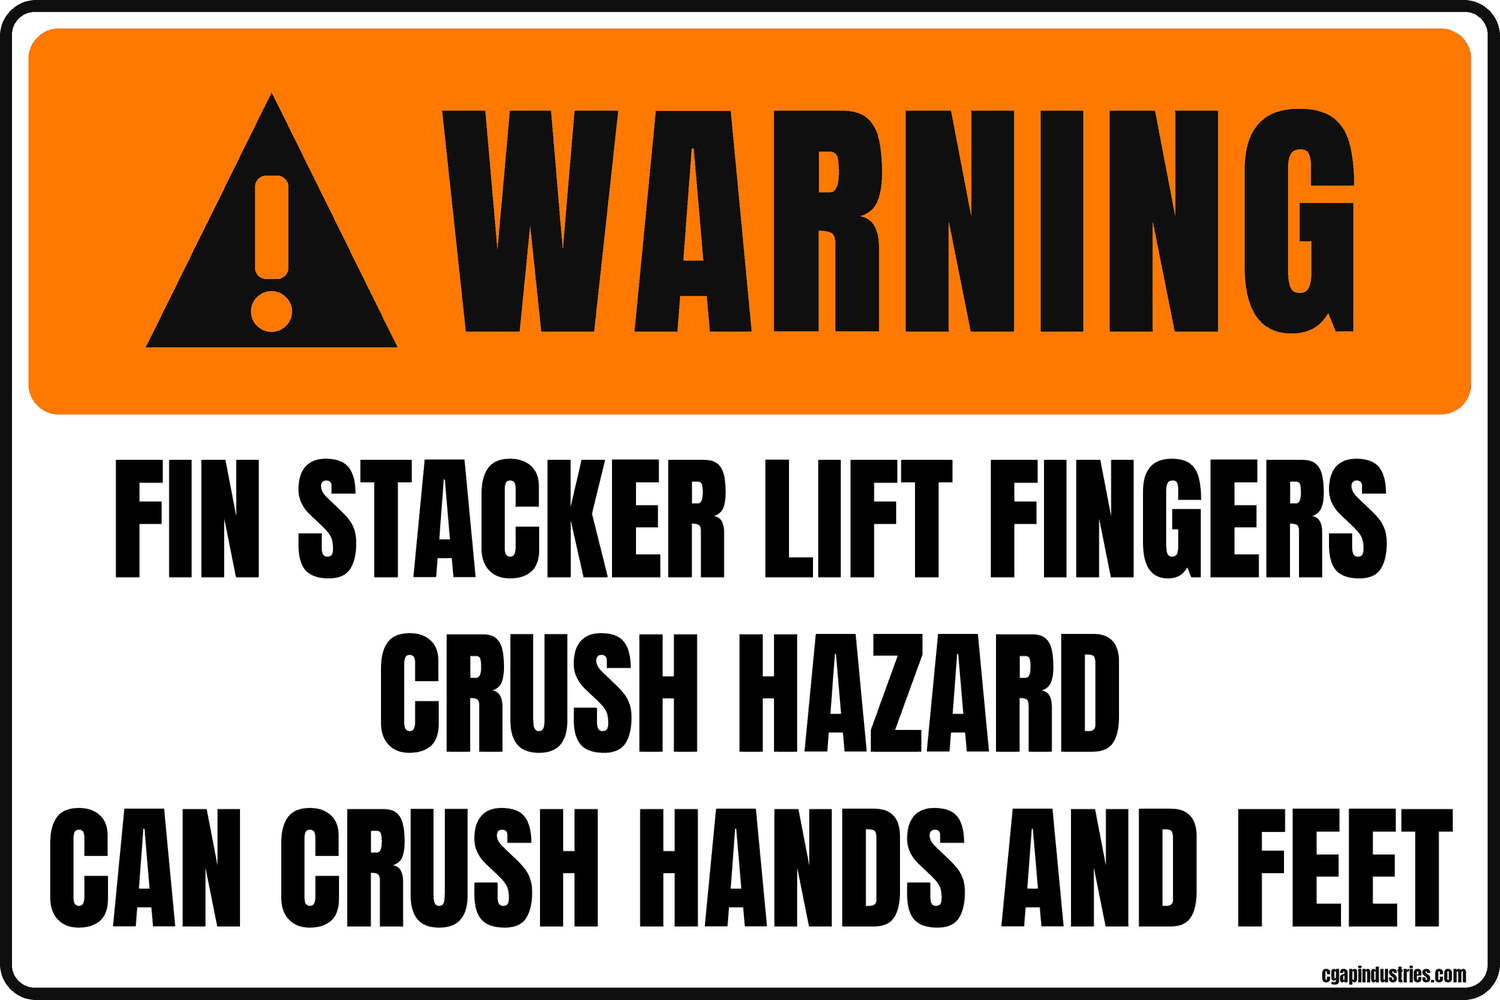 WARNING
FIN STACKER LIFT FINGERS
CRUSH HAZARD
CAN CRUSH HANDS AND FEET
cgapindustries.com